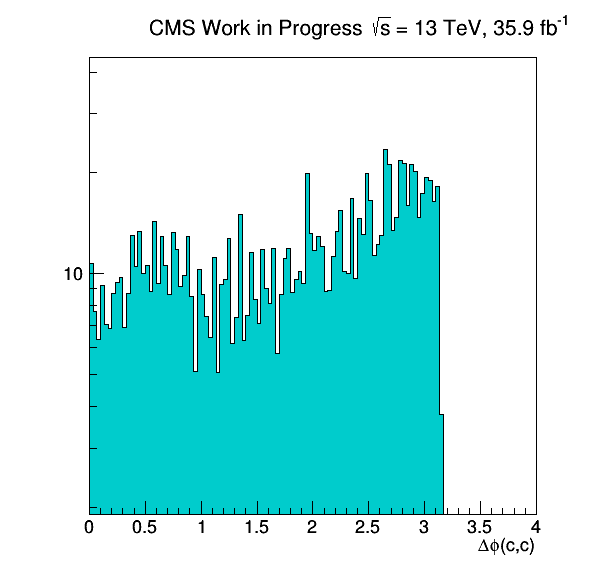 CMS Work in Progress √s = 13 TeV, 35.9 fb⁻¹
10
0 0.5 1 1.5 2 2.5 3 3.5 4
Δϕ(c,c)